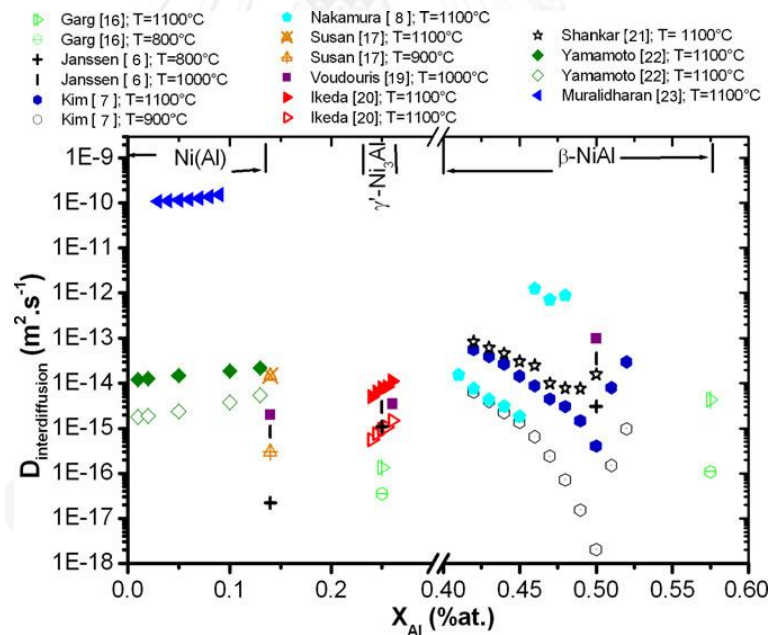 Garg [16]; T=1100°C
Garg [16]; T=800°C
Janssen [ 6]; T=800°C
Janssen [ 6]; T=1000°C
Kim [ 7]; T=1100°C
Kim [ 7]; T=900°C
Nakamura [ 8]; T=1100°C
Susan [17]; T=1100°C
Susan [17]; T=900°C
Voudouris [19]; T=1000°C
Ikeda [20]; T=1100°C
Ikeda [20]; T=1100°C
Shankar [21]; T= 1100°C
Yamamoto [22]; T=1100°C
Yamamoto [22]; T=1100°C
Muralidharan [23]; T=1100°C
Ni(Al)
γ'-Ni3Al
β-NiAl
1E-9
1E-10
1E-11
1E-12
1E-13
1E-14
1E-15
1E-16
1E-17
1E-18
Dinterdiffusion (m².s⁻¹)
0.0 0.1 0.2 0.40 0.45 0.50 0.55 0.60
XAl (%at.)